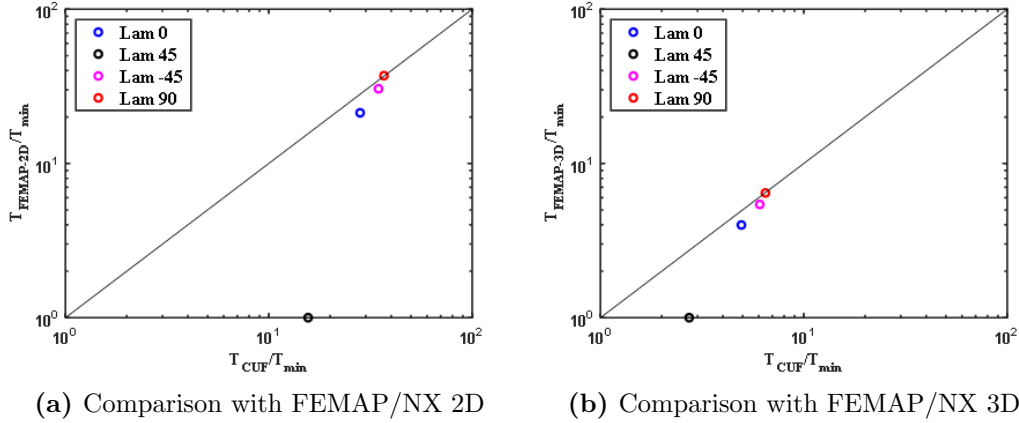 10^2
10^1
10^0
T_FEMAP-2D/T_min
Lam 0
Lam 45
Lam -45
Lam 90
10^0
10^1
10^2
T_CUF/T_min
(a) Comparison with FEMAP/NX 2D
10^2
10^1
10^0
T_FEMAP-3D/T_min
Lam 0
Lam 45
Lam -45
Lam 90
10^0
10^1
10^2
T_CUF/T_min
(b) Comparison with FEMAP/NX 3D